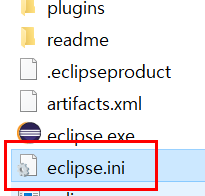 plugins
readme
.eclipseproduct
artifacts.xml
eclipse.exe
eclipse.ini